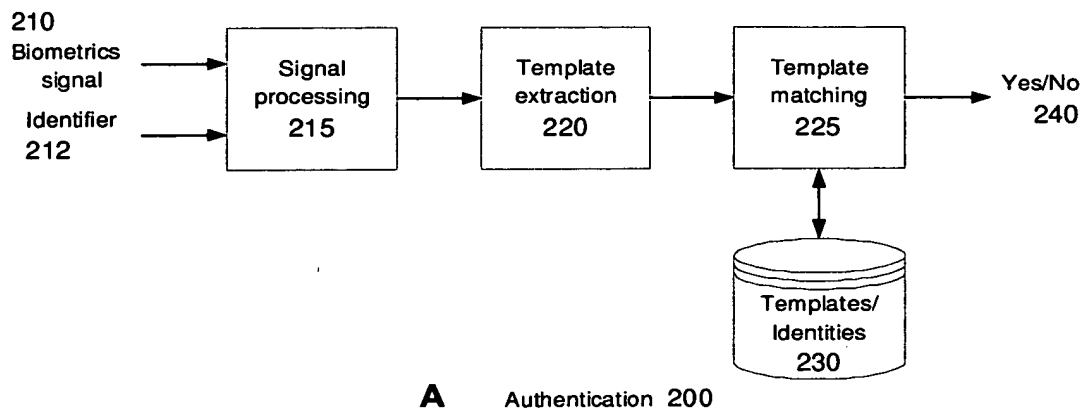 210
Biometrics
signal
Identifier
212
Signal
processing
215
Template
extraction
220
Template
matching
225
Yes/No
240
Templates/
Identities
230
A Authentication 200